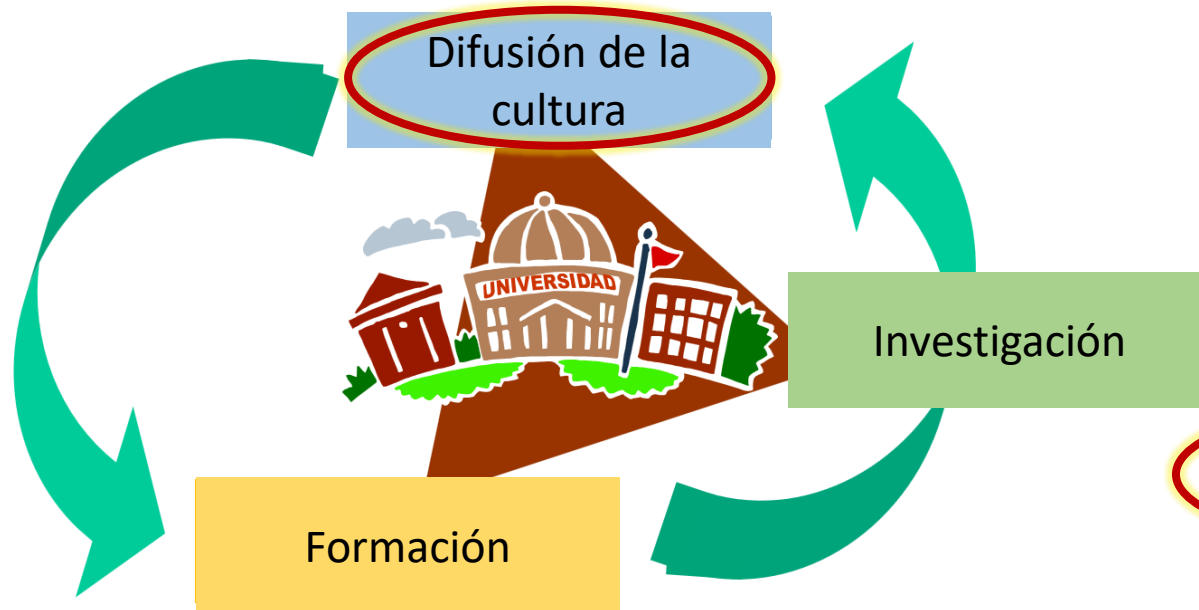 Difusión de la
cultura
UNIVERSIDAD
Investigación
Formación